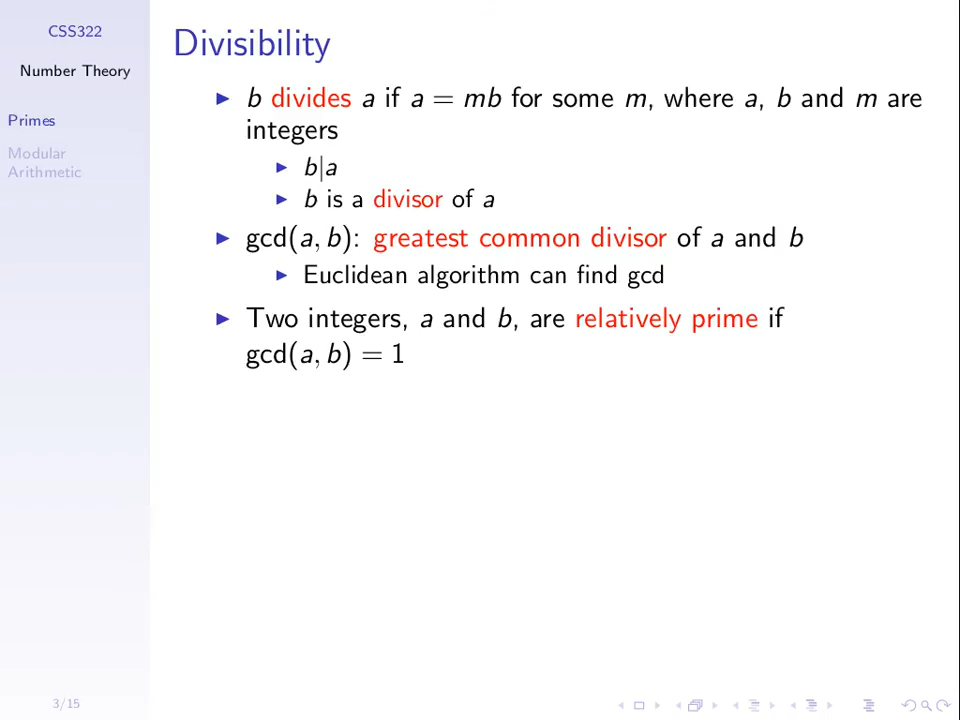 CSS322
Number Theory
Primes
Modular
Arithmetic
Divisibility
b divides a if a = mb for some m, where a, b and m are
integers
b|a
b is a divisor of a
gcd(a, b): greatest common divisor of a and b
Euclidean algorithm can find gcd
Two integers, a and b, are relatively prime if
gcd(a, b) = 1
3/15